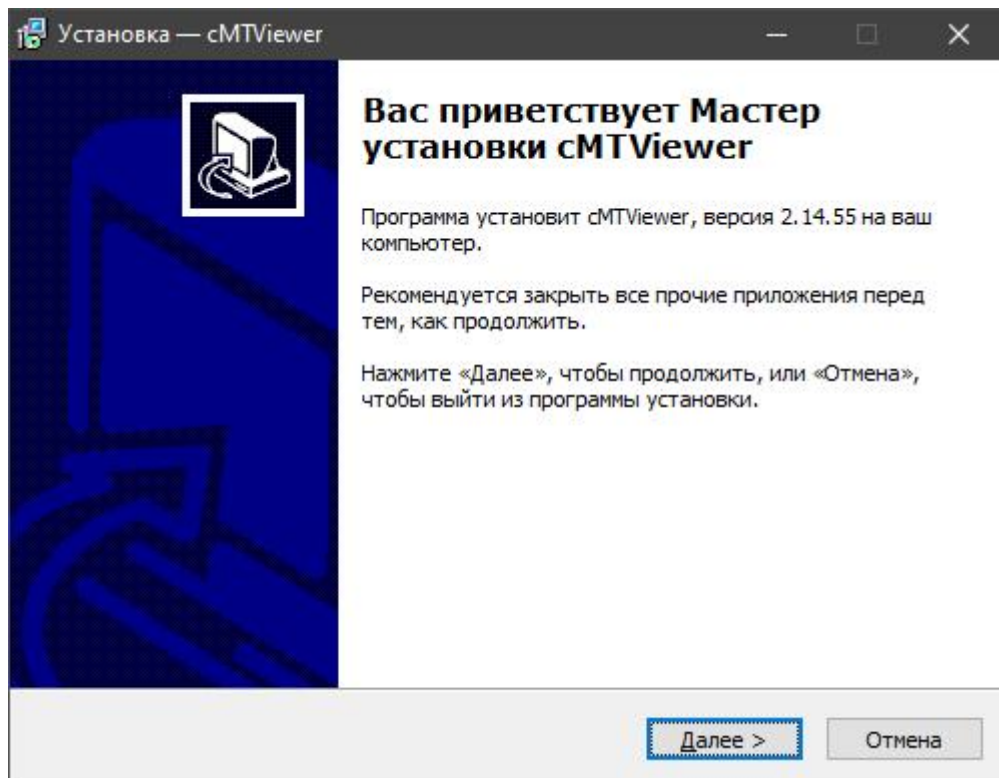 Установка — cMTViewer
Вас приветствует Мастер
установки cMTViewer
Программа установит cMTViewer, версия 2.14.55 на ваш
компьютер.
Рекомендуется закрыть все прочие приложения перед
тем, как продолжить.
Нажмите «Далее», чтобы продолжить, или «Отмена»,
чтобы выйти из программы установки.
Далее >
Отмена